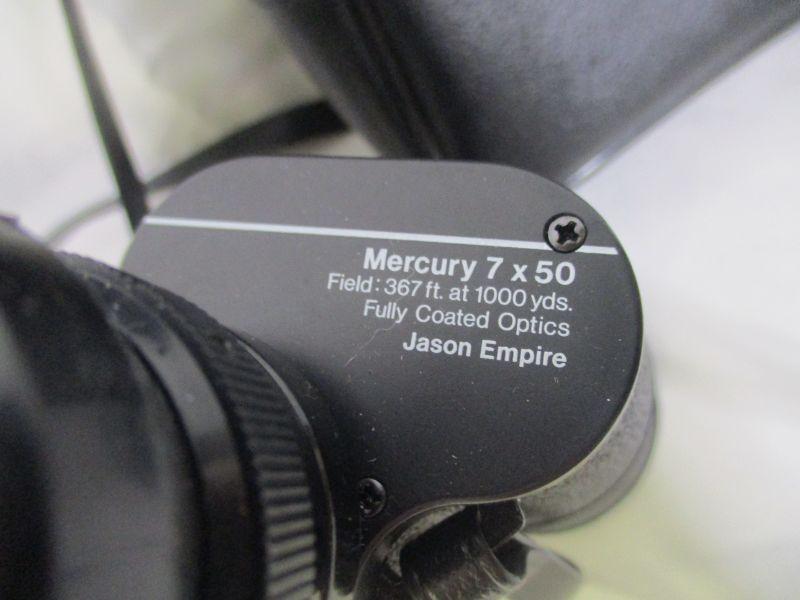 Mercury 7 x 50
Field: 367 ft. at 1000 yds.
Fully Coated Optics
Jason Empire